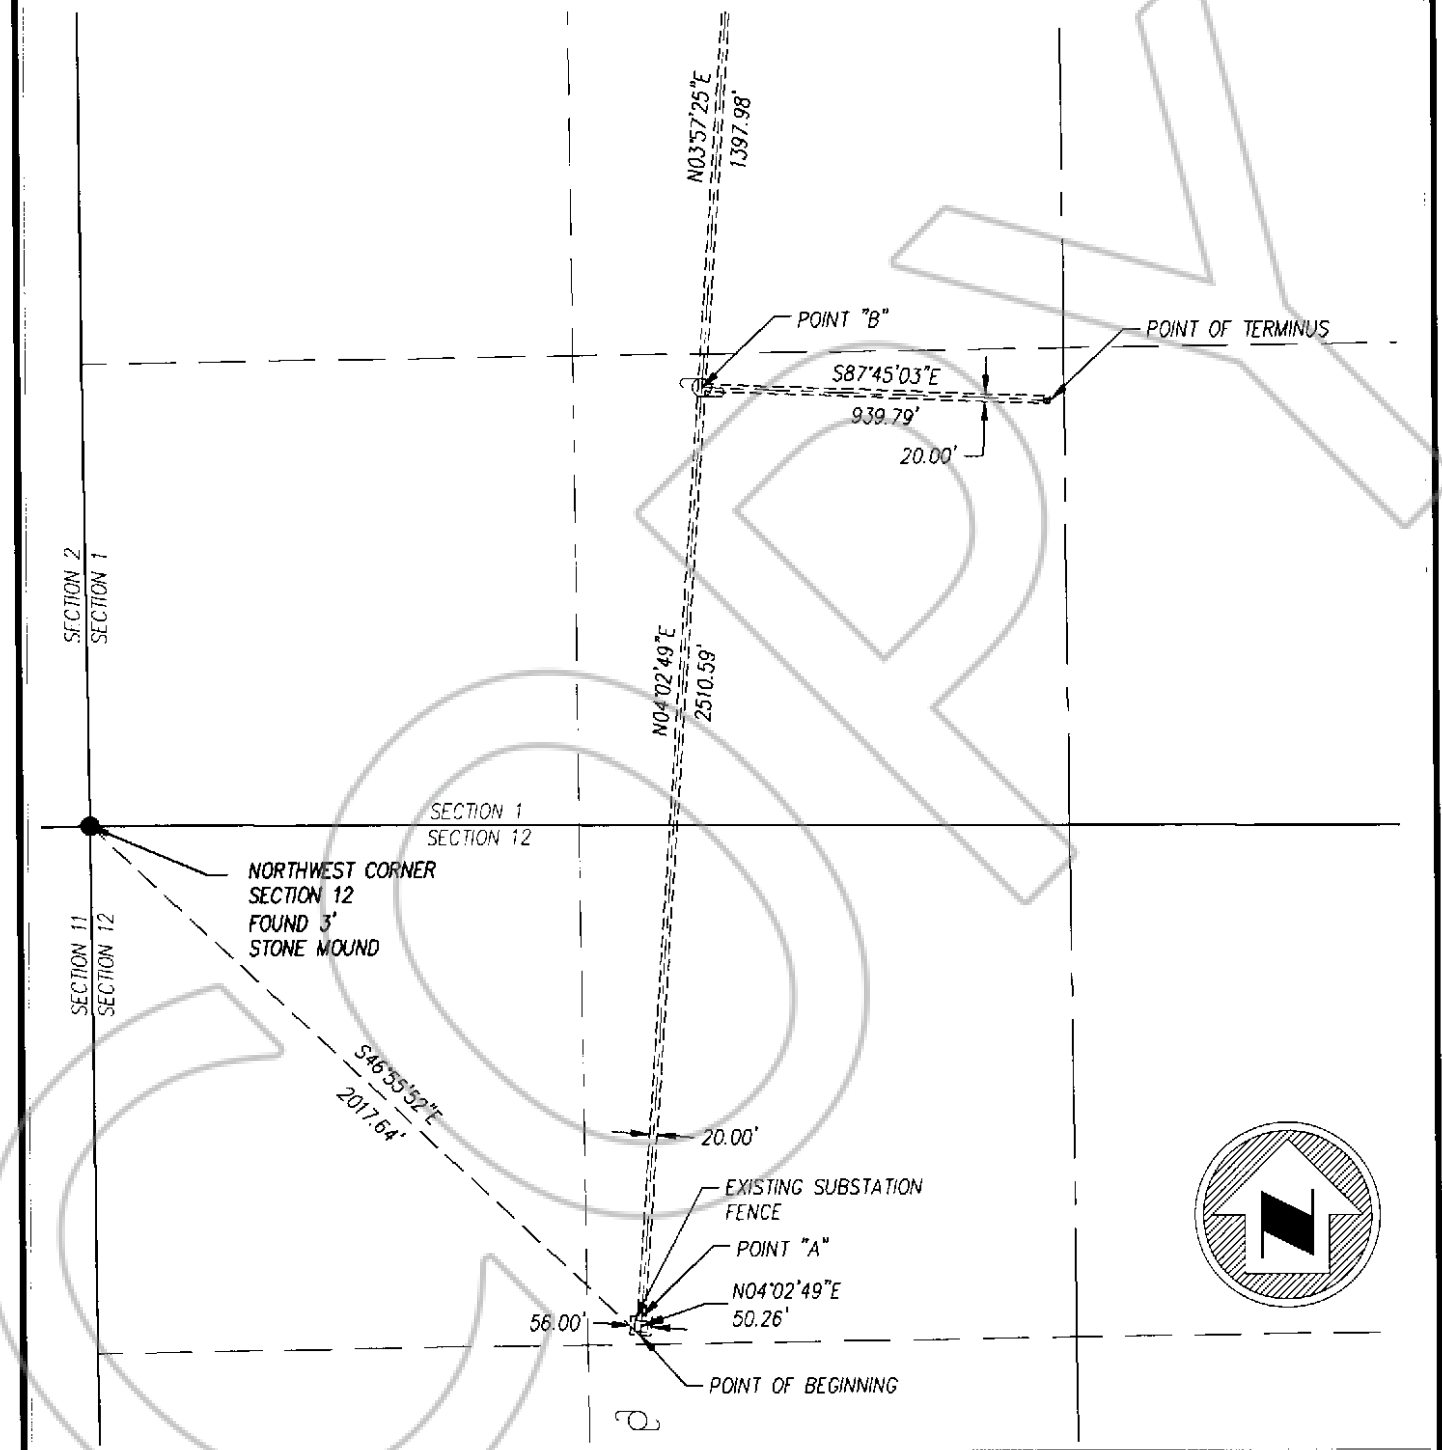 N03°57'25"E
1397.98'
POINT "B"
POINT OF TERMINUS
S87°45'03"E
939.79'
20.00'
SECTION 2
SECTION 1
N04°02'49"E
2510.59'
SECTION 1
SECTION 12
NORTHWEST CORNER
SECTION 12
FOUND 3'
STONE MOUND
SECTION 11
SECTION 12
S46°55'52"E
2017.64'
20.00'
EXISTING SUBSTATION
FENCE
POINT "A"
N04°02'49"E
50.26'
56.00'
POINT OF BEGINNING
COPY
N